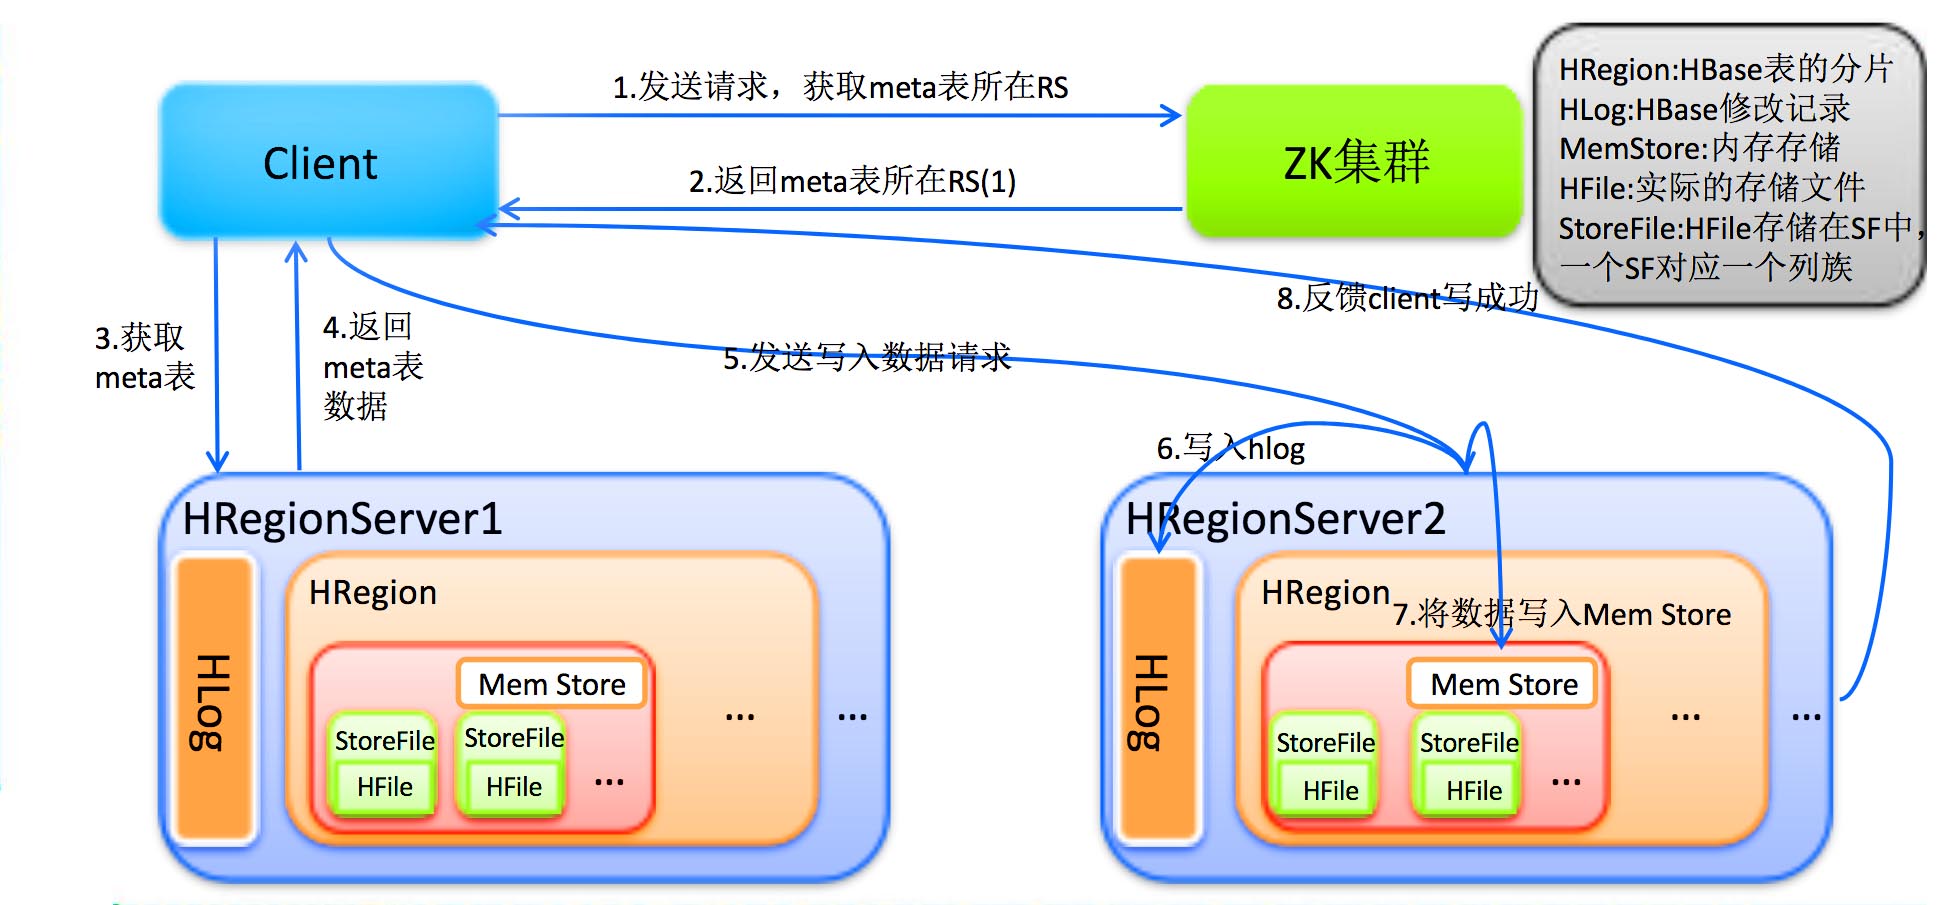 1.发送请求，获取meta表所在RS
Client
2.返回meta表所在RS(1)
ZK集群
HRegion:HBase表的分片
HLog:HBase修改记录
MemStore:内存存储
HFile:实际的存储文件
StoreFile:HFile存储在SF中，
一个SF对应一个列族
8.反馈client写成功
3.获取
meta表
4.返回
meta表
数据
5.发送写入数据请求
6.写入hlog
HRegionServer1
HLog
HRegion
Mem Store
StoreFile
HFile
StoreFile
HFile
...
...
...
HRegionServer2
HLog
HRegion
7.将数据写入Mem Store
Mem Store
StoreFile
HFile
StoreFile
HFile
...
...
...